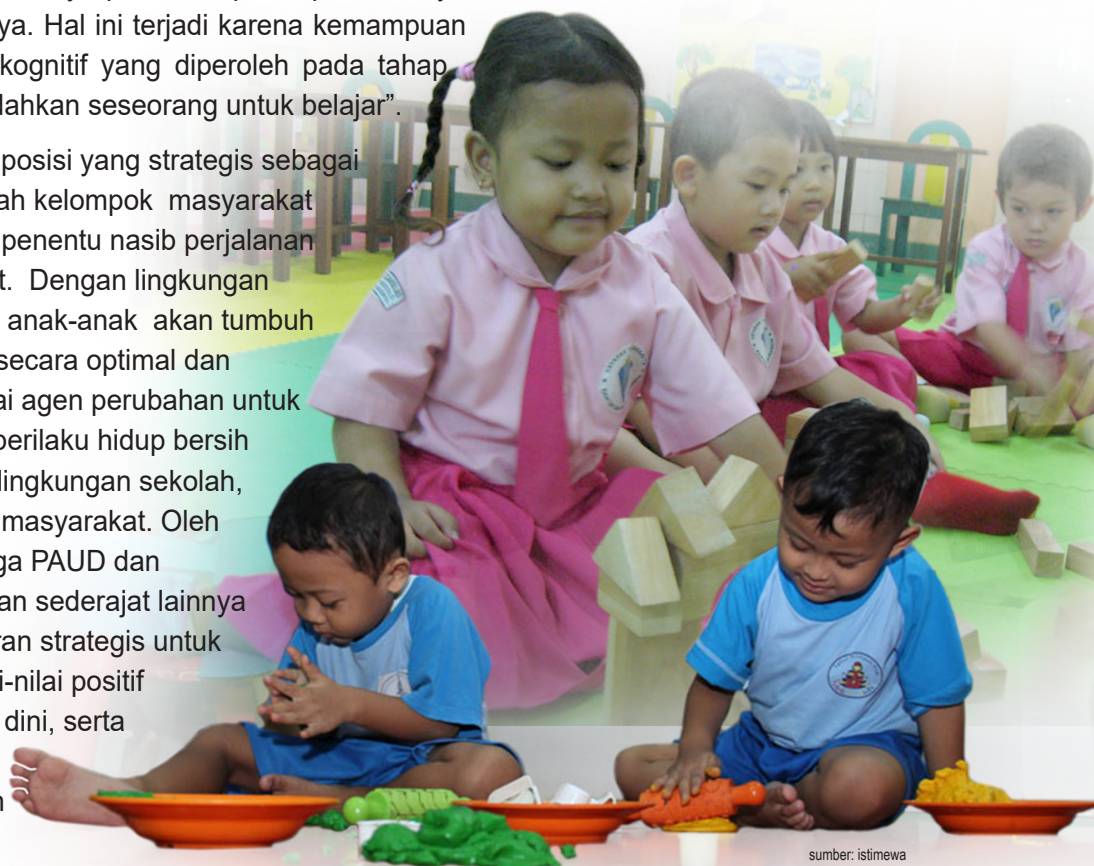 ya. Hal ini terjadi karena kemampuan
kognitif yang diperoleh pada tahap
dahkan seseorang untuk belajar”.
posisi yang strategis sebagai
ah kelompok masyarakat
penentu nasib perjalanan
t. Dengan lingkungan
anak-anak akan tumbuh
secara optimal dan
ai agen perubahan untuk
perilaku hidup bersih
lingkungan sekolah,
masyarakat. Oleh
ga PAUD dan
an sederajat lainnya
ran strategis untuk
i-nilai positif
dini, serta
sumber: istimewa